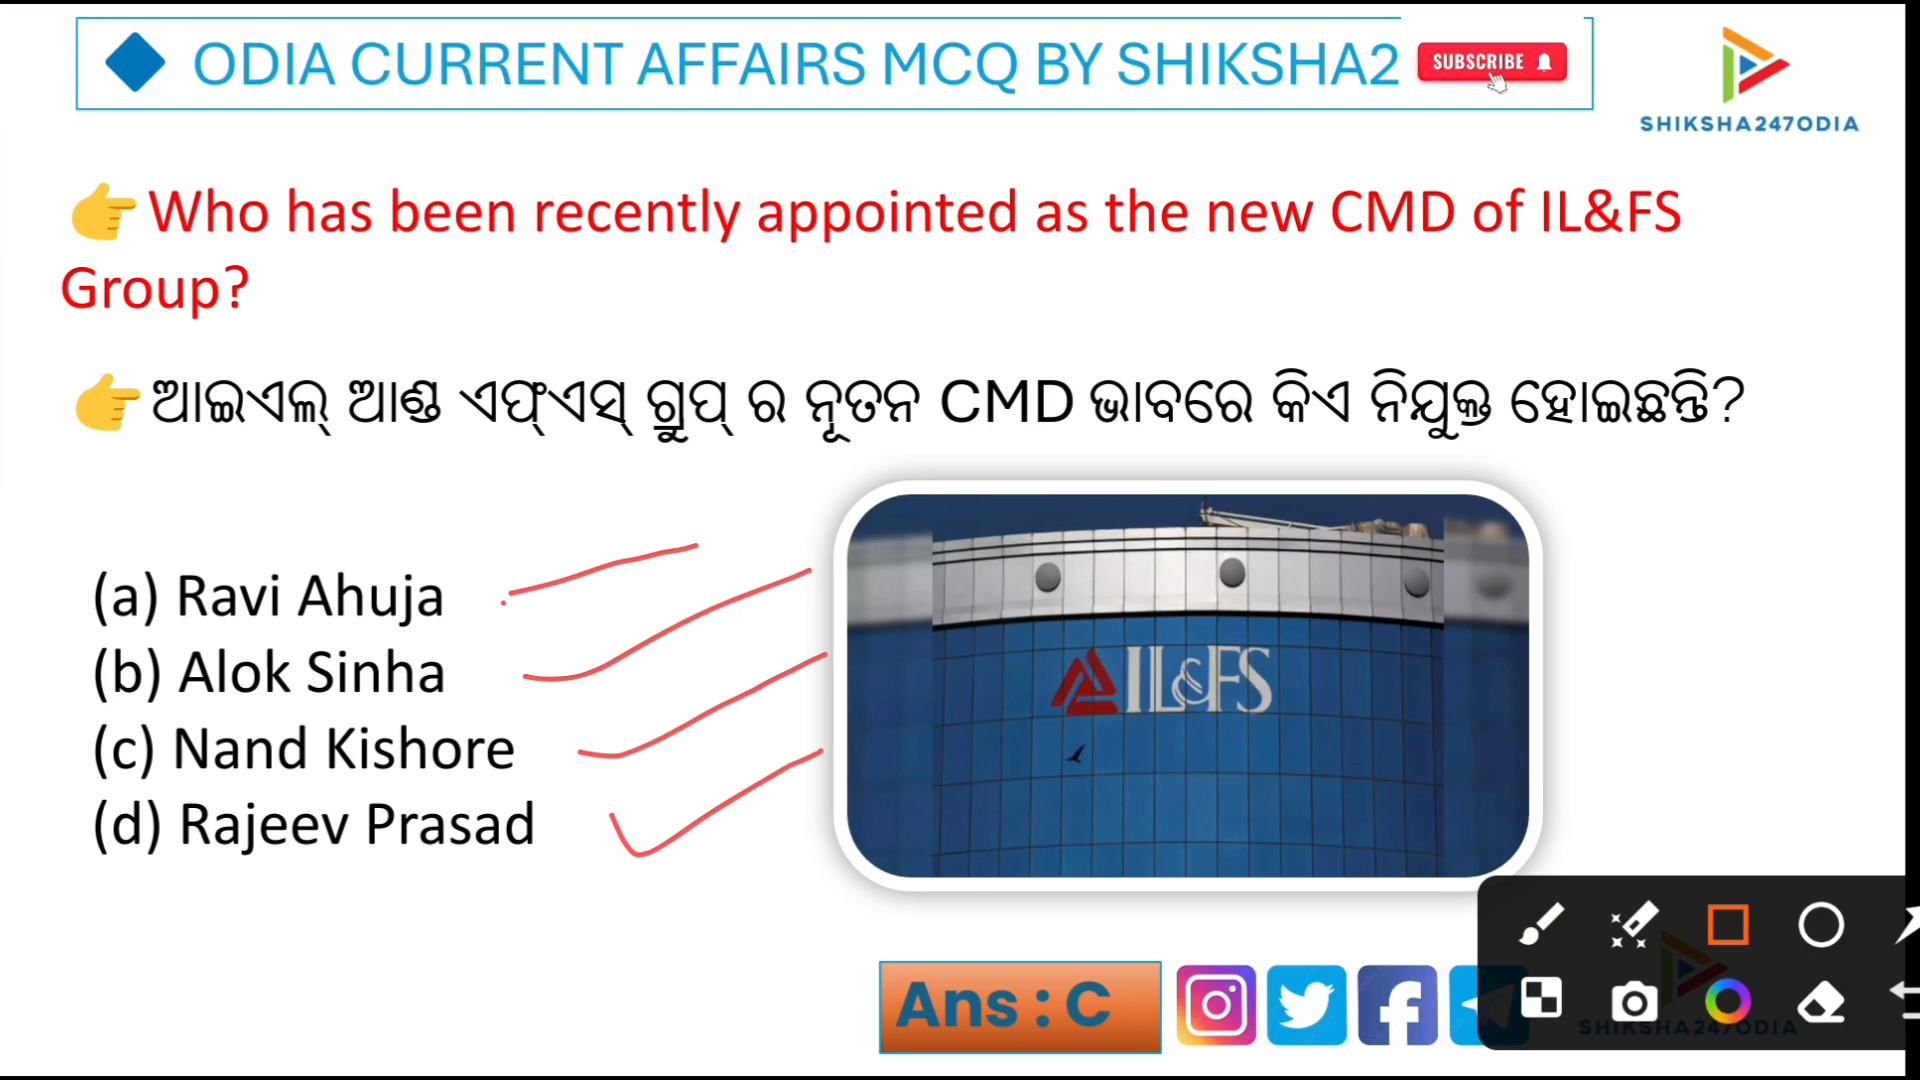 ODIA CURRENT AFFAIRS MCQ BY SHIKSHA2
SUBSCRIBE
SHIKSHA247ODIA
Who has been recently appointed as the new CMD of IL&FS
Group?
ଆଇଏଲ୍ ଆଣ୍ଡ ଏଫ୍ଏସ୍ ଗ୍ରୁପ୍ ର ନୂତନ CMD ଭାବରେ କିଏ ନିଯୁକ୍ତ ହୋଇଛନ୍ତି?
(a) Ravi Ahuja
(b) Alok Sinha
(c) Nand Kishore
(d) Rajeev Prasad
IL&FS
Ans : C
SHIKSHA247ODIA